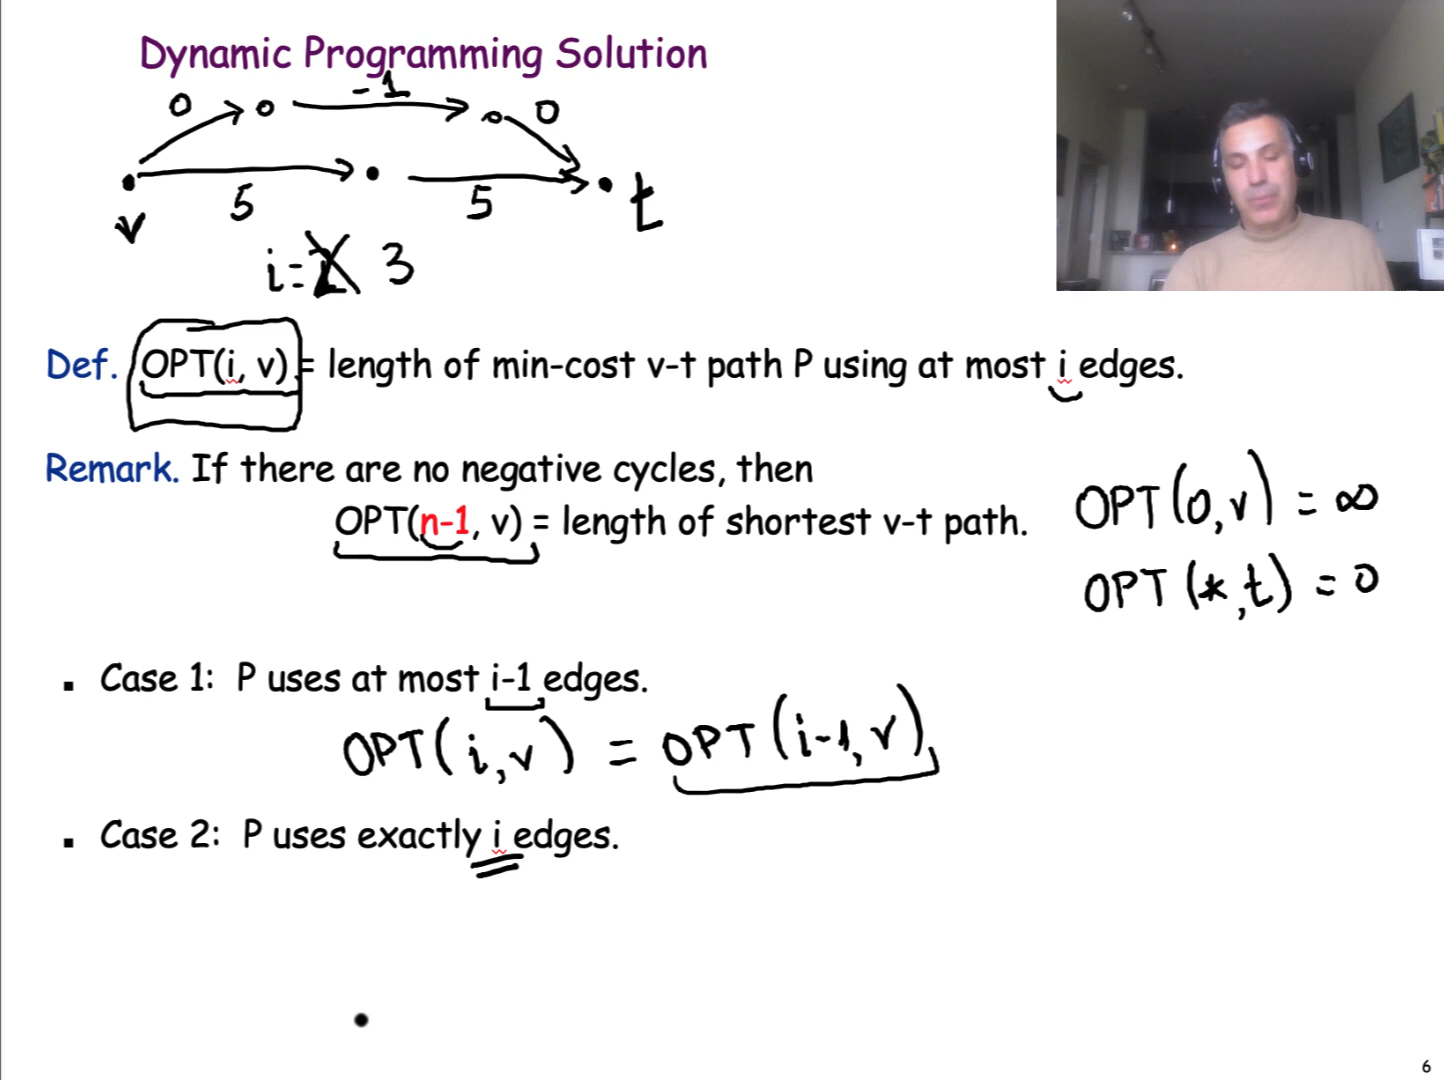 Dynamic Programming Solution
0 -1 0
5 5
v t
i= 3
Def. OPT(i, v) = length of min-cost v-t path P using at most i edges.
Remark. If there are no negative cycles, then
OPT(n-1, v) = length of shortest v-t path.
OPT(0,v) = ∞
OPT(*,t) = 0
▪ Case 1: P uses at most i-1 edges.
OPT(i,v) = OPT(i-1,v)
▪ Case 2: P uses exactly i edges.
6